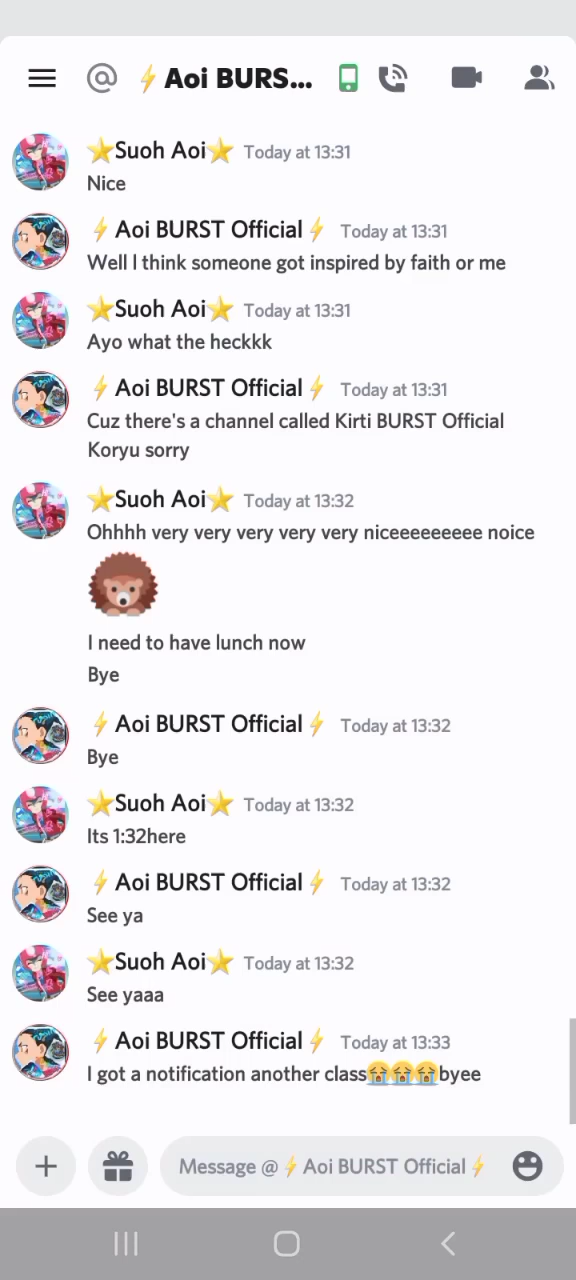 @ ⚡Aoi BURS...
⭐Suoh Aoi⭐ Today at 13:31
Nice
⚡Aoi BURST Official⚡ Today at 13:31
Well I think someone got inspired by faith or me
⭐Suoh Aoi⭐ Today at 13:31
Ayo what the heckkk
⚡Aoi BURST Official⚡ Today at 13:31
Cuz there's a channel called Kirti BURST Official
Koryu sorry
⭐Suoh Aoi⭐ Today at 13:32
Ohhhh very very very very very niceeeeeeeee noice
🦔
I need to have lunch now
Bye
⚡Aoi BURST Official⚡ Today at 13:32
Bye
⭐Suoh Aoi⭐ Today at 13:32
Its 1:32here
⚡Aoi BURST Official⚡ Today at 13:32
See ya
⭐Suoh Aoi⭐ Today at 13:32
See yaaa
⚡Aoi BURST Official⚡ Today at 13:33
I got a notification another class😭😭😭byee
Message @⚡Aoi BURST Official⚡